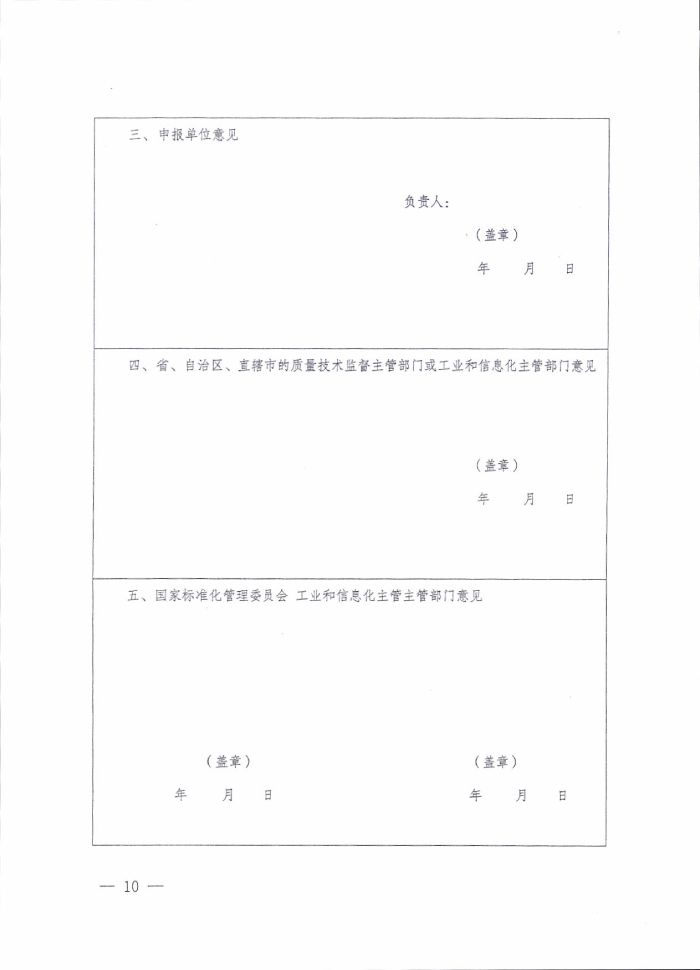 三、申报单位意见
负责人：
（盖章）
年 月 日
四、省、自治区、直辖市的质量技术监督主管部门或工业和信息化主管部门意见
（盖章）
年 月 日
五、国家标准化管理委员会 工业和信息化主管主管部门意见
（盖章） （盖章）
年 月 日 年 月 日
— 10 —